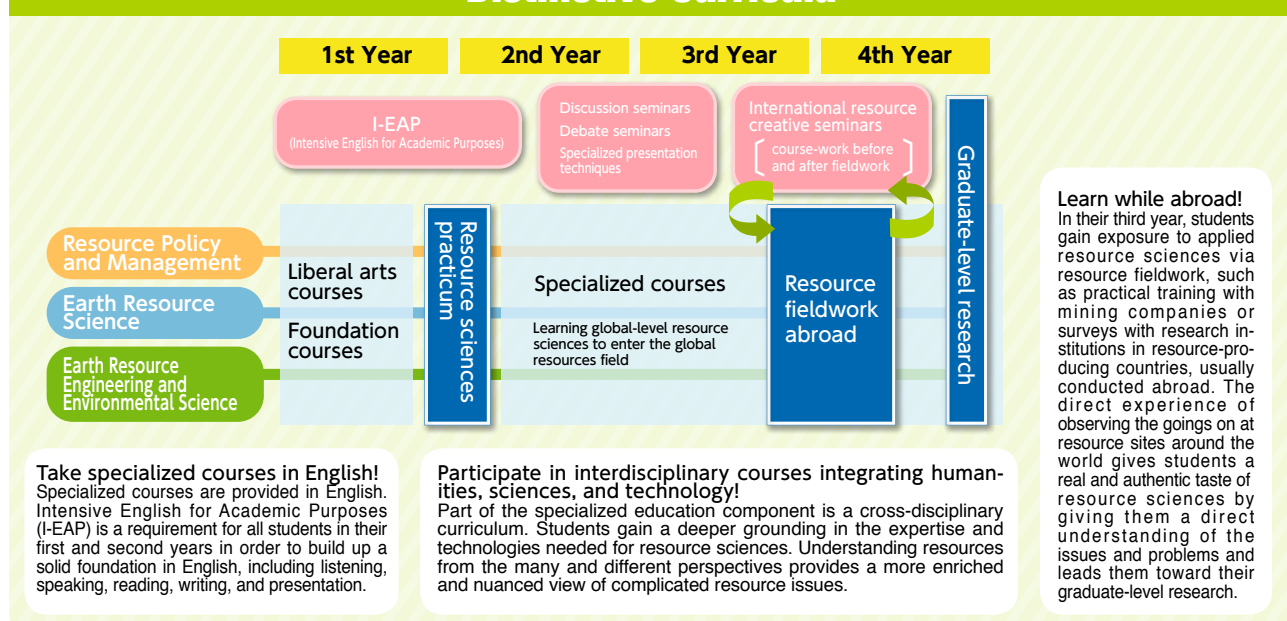 1st Year
2nd Year
3rd Year
4th Year
I-EAP
(Intensive English for Academic Purposes)
Discussion seminars
Debate seminars
Specialized presentation
techniques
International resource
creative seminars
course-work before
and after fieldwork
Graduate-level research
Resource Policy
and Management
Earth Resource
Science
Earth Resource
Engineering and
Environmental Science
Liberal arts
courses
Foundation
courses
Resource sciences
practicum
Specialized courses
Learning global-level resource
sciences to enter the global
resources field
Resource
fieldwork
abroad
Take specialized courses in English!
Specialized courses are provided in English.
Intensive English for Academic Purposes
(I-EAP) is a requirement for all students in their
first and second years in order to build up a
solid foundation in English, including listening,
speaking, reading, writing, and presentation.
Participate in interdisciplinary courses integrating human-
ities, sciences, and technology!
Part of the specialized education component is a cross-disciplinary
curriculum. Students gain a deeper grounding in the expertise and
technologies needed for resource sciences. Understanding resources
from the many and different perspectives provides a more enriched
and nuanced view of complicated resource issues.
Learn while abroad!
In their third year, students
gain exposure to applied
resource sciences via
resource fieldwork, such
as practical training with
mining companies or
surveys with research in-
stitutions in resource-pro-
ducing countries, usually
conducted abroad. The
direct experience of
observing the goings on at
resource sites around the
world gives students a
real and authentic taste of
resource sciences by
giving them a direct
understanding of the
issues and problems and
leads them toward their
graduate-level research.